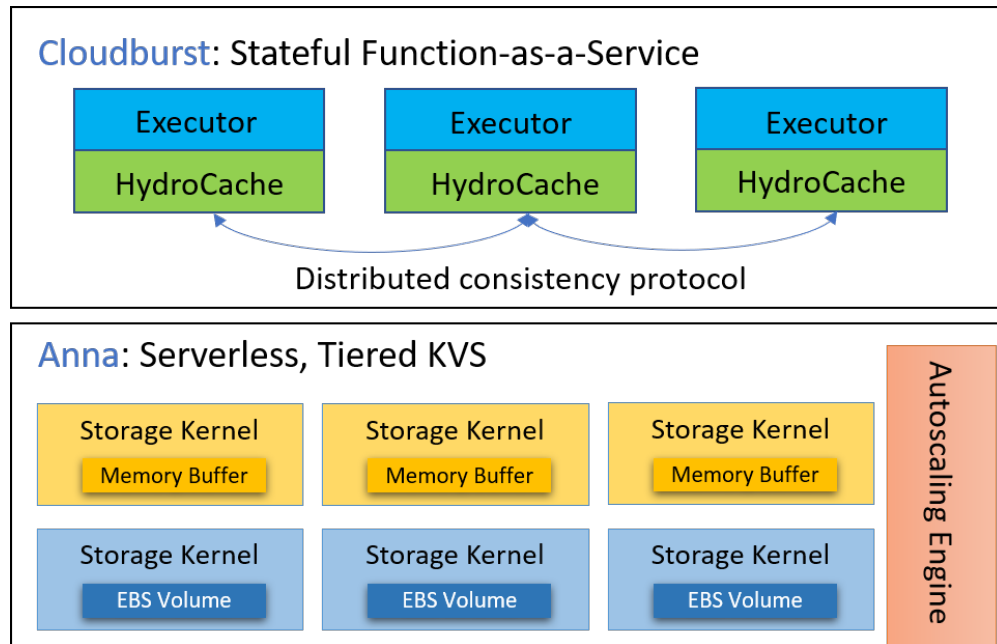 Cloudburst: Stateful Function-as-a-Service
Executor
HydroCache
Executor
HydroCache
Executor
HydroCache
Distributed consistency protocol
Anna: Serverless, Tiered KVS
Storage Kernel
Memory Buffer
Storage Kernel
Memory Buffer
Storage Kernel
Memory Buffer
Storage Kernel
EBS Volume
Storage Kernel
EBS Volume
Storage Kernel
EBS Volume
Autoscaling Engine